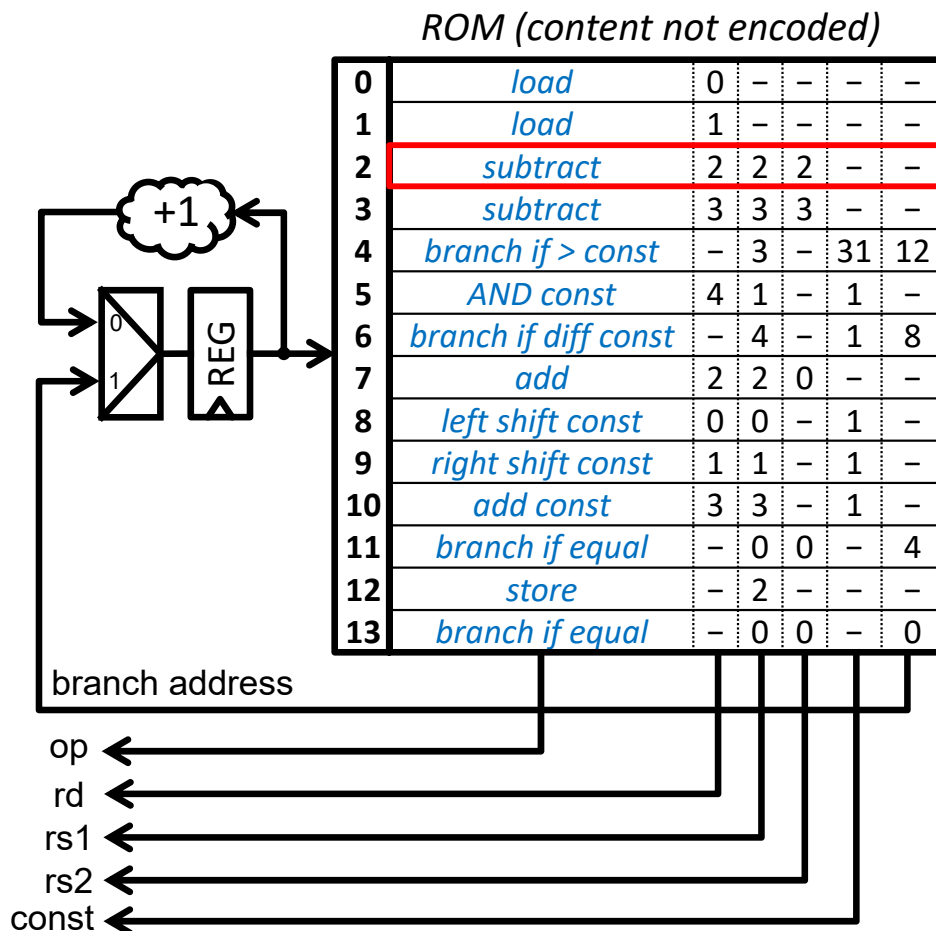 ROM (content not encoded)
0 load 0 – – – –
1 load 1 – – – –
2 subtract 2 2 2 – –
3 subtract 3 3 3 – –
4 branch if > const – 3 – 31 12
5 AND const 4 1 – 1 –
6 branch if diff const – 4 – 1 8
7 add 2 2 0 – –
8 left shift const 0 0 – 1 –
9 right shift const 1 1 – 1 –
10 add const 3 3 – 1 –
11 branch if equal – 0 0 – 4
12 store – 2 – – –
13 branch if equal – 0 0 – 0
+1
0
1
REG
branch address
op
rd
rs1
rs2
const